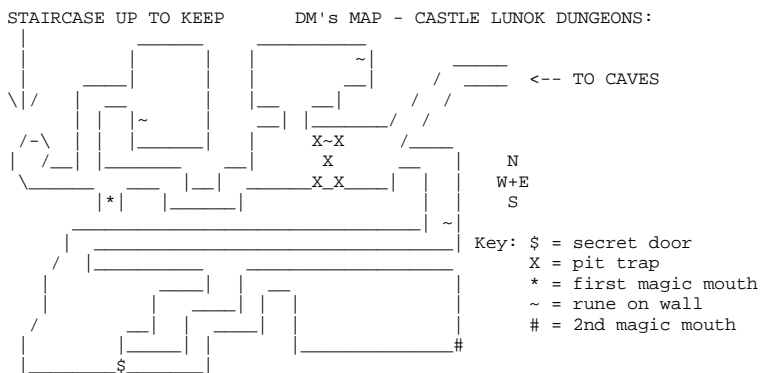 STAIRCASE UP TO KEEP DM's MAP - CASTLE LUNOK DUNGEONS:
~
<-- TO CAVES
~
X~X
X
N
X_X
W+E
*
S
~
Key: $ = secret door
X = pit trap
* = first magic mouth
~ = rune on wall
# = 2nd magic mouth
#
$